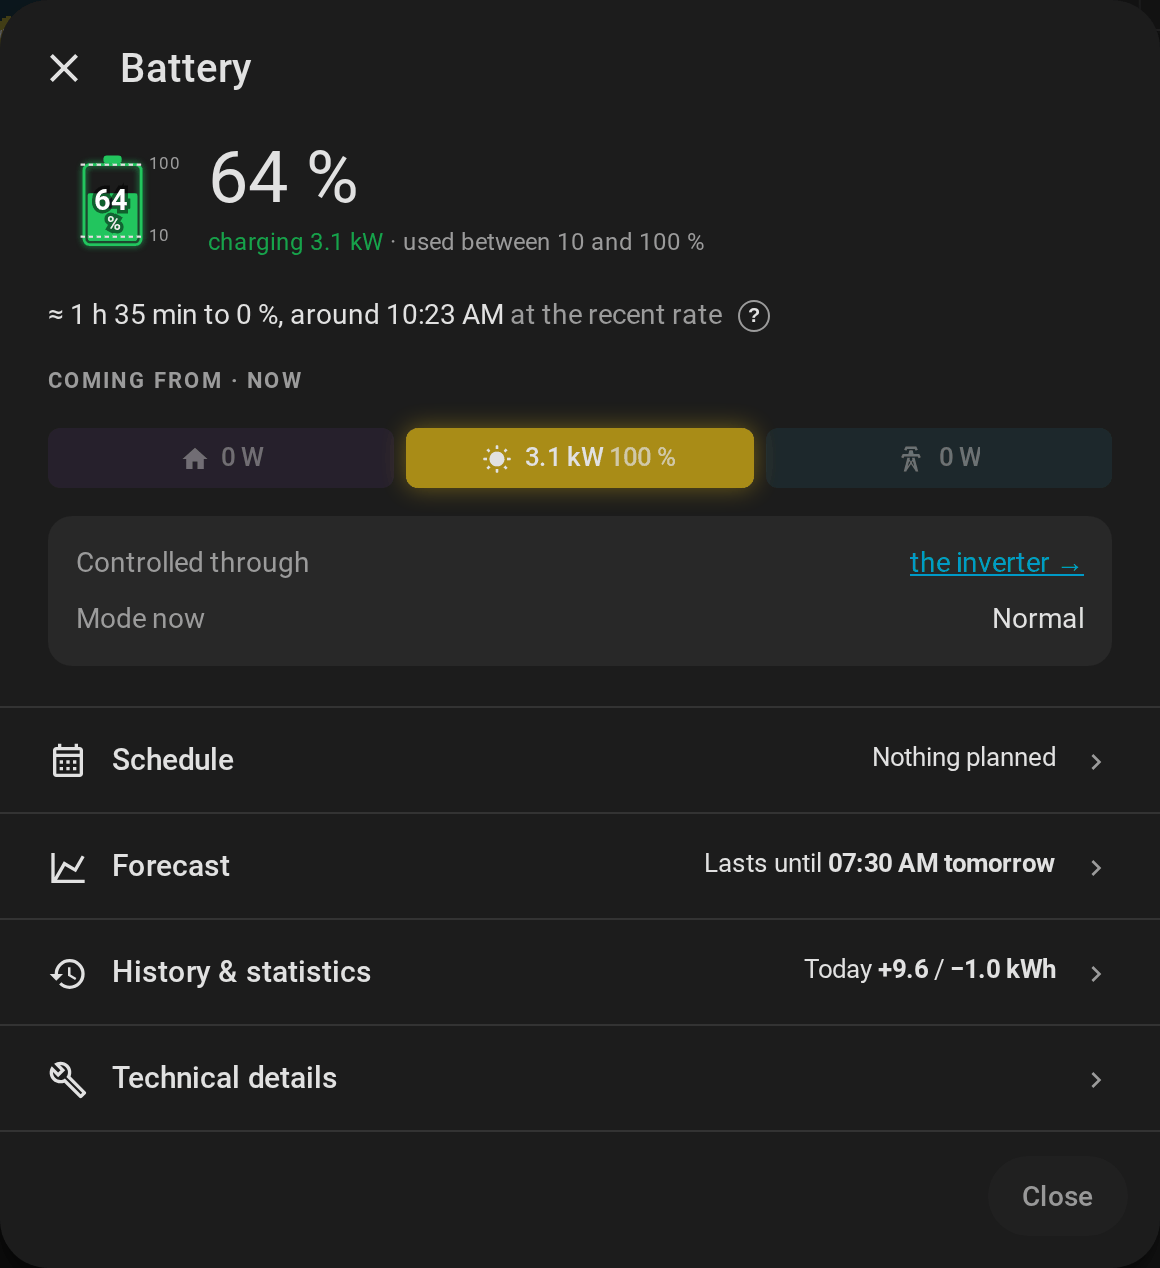 Battery
100
64
%
10
64 %
charging 3.1 kW · used between 10 and 100 %
≈ 1 h 35 min to 0 %, around 10:23 AM at the recent rate ?
COMING FROM · NOW
0 W
3.1 kW 100 %
0 W
Controlled through the inverter →
Mode now Normal
Schedule Nothing planned
Forecast Lasts until 07:30 AM tomorrow
History & statistics Today +9.6 / −1.0 kWh
Technical details
Close